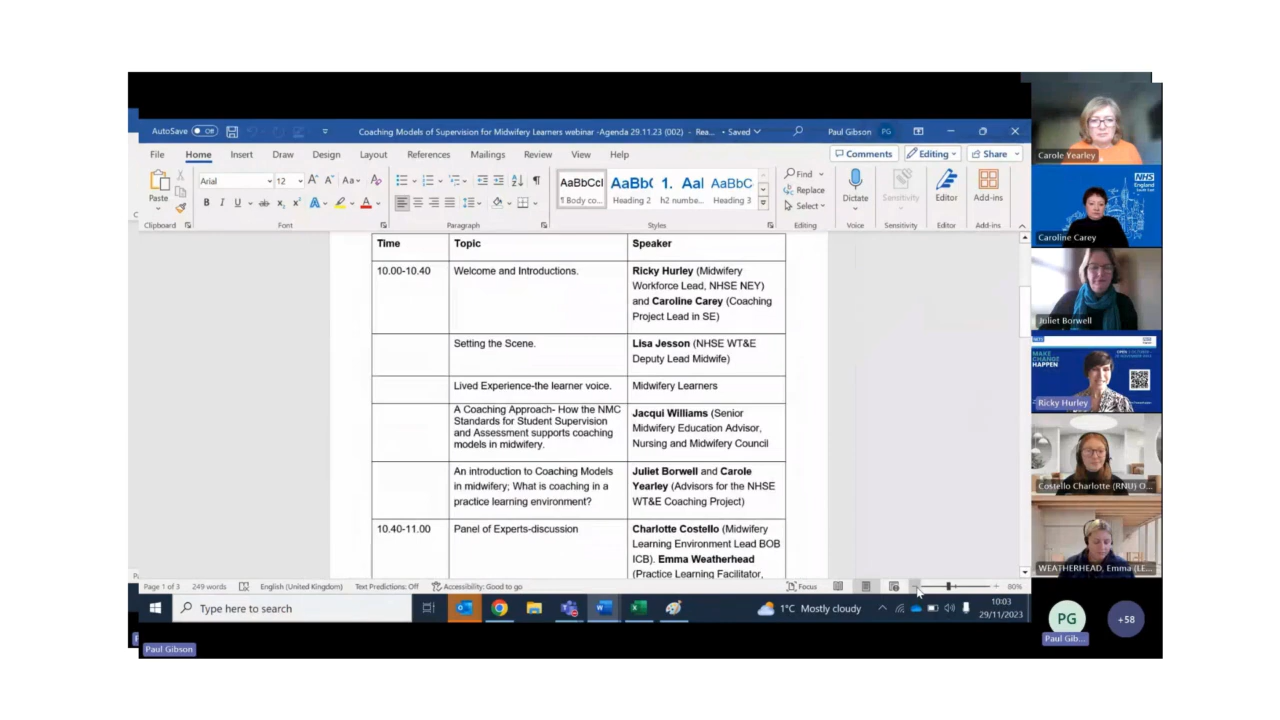 AutoSave Off
Coaching Models of Supervision for Midwifery Learners webinar -Agenda 29.11.23 (002) - Rea... • Saved
Paul Gibson PG
File Home Insert Draw Design Layout References Mailings Review View Help
Comments Editing Share
Paste
Arial 12
AaBbCcI AaBb( 1. AaI AaBbC
1 Body co... Heading 2 h2 numbe... Heading 3
Find
Replace
Select
Dictate Sensitivity Editor Add-ins
Clipboard Font Paragraph Styles Editing Voice Sensitivity Editor Add-ins
Time Topic Speaker
10.00-10.40 Welcome and Introductions. Ricky Hurley (Midwifery
Workforce Lead, NHSE NEY)
and Caroline Carey (Coaching
Project Lead in SE)
Setting the Scene. Lisa Jesson (NHSE WT&E
Deputy Lead Midwife)
Lived Experience-the learner voice. Midwifery Learners
A Coaching Approach- How the NMC
Standards for Student Supervision
and Assessment supports coaching
models in midwifery.
Jacqui Williams (Senior
Midwifery Education Advisor,
Nursing and Midwifery Council
An introduction to Coaching Models
in midwifery; What is coaching in a
practice learning environment?
Juliet Borwell and Carole
Yearley (Advisors for the NHSE
WT&E Coaching Project)
10.40-11.00 Panel of Experts-discussion Charlotte Costello (Midwifery
Learning Environment Lead BOB
ICB). Emma Weatherhead
(Practice Learning Facilitator,
Page 1 of 3 249 words English (United Kingdom) Text Predictions: Off Accessibility: Good to go Focus 80%
Type here to search
1°C Mostly cloudy
10:03
29/11/2023
Paul Gibson
Carole Yearley
NHS
England
Caroline Carey
Juliet Borwell
MAKE
CHANGE
HAPPEN
Ricky Hurley
Costello Charlotte (RNU) O...
WEATHERHEAD, Emma (LE...
PG
Paul Gib...
+58